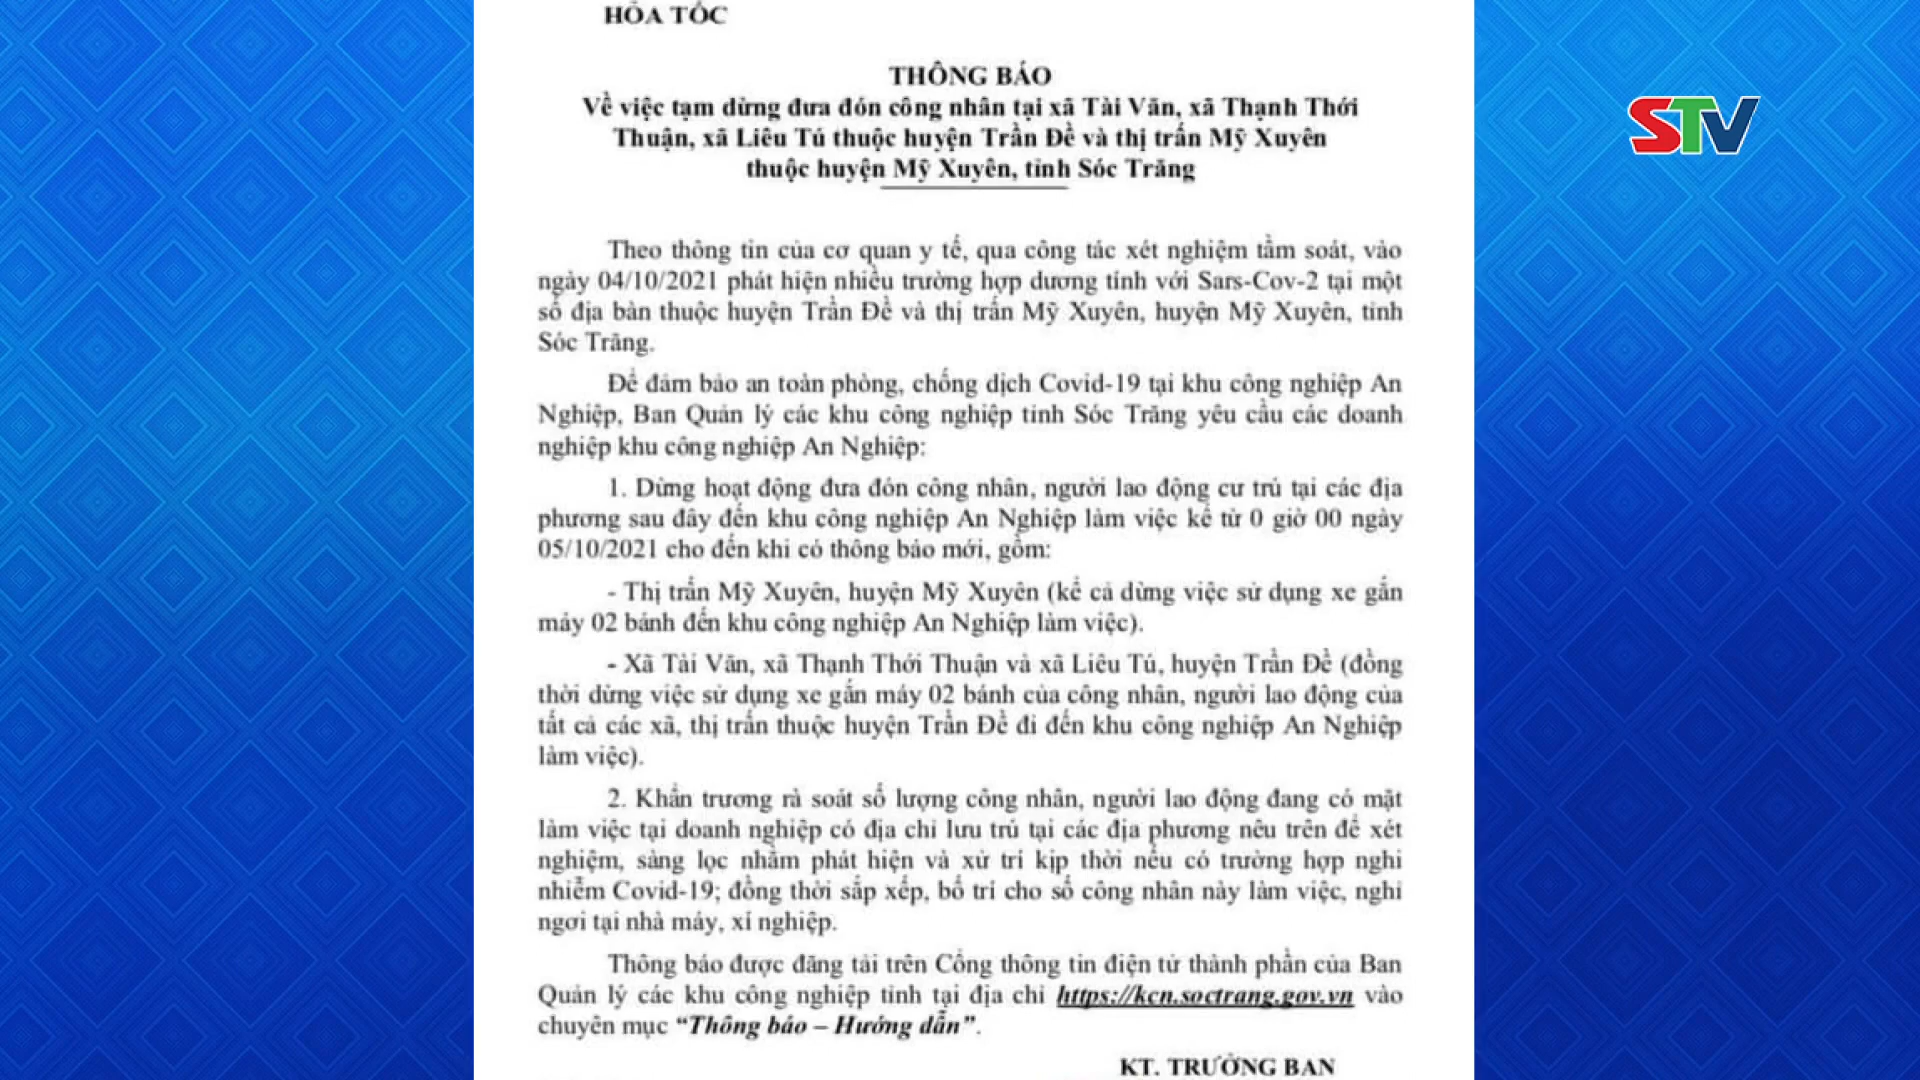 HỎA TỐC
STV
THÔNG BÁO
Về việc tạm dừng đưa đón công nhân tại xã Tài Văn, xã Thạnh Thới
Thuận, xã Liêu Tú thuộc huyện Trần Đề và thị trấn Mỹ Xuyên
thuộc huyện Mỹ Xuyên, tỉnh Sóc Trăng
Theo thông tin của cơ quan y tế, qua công tác xét nghiệm tầm soát, vào
ngày 04/10/2021 phát hiện nhiều trường hợp dương tính với Sars-Cov-2 tại một
số địa bàn thuộc huyện Trần Đề và thị trấn Mỹ Xuyên, huyện Mỹ Xuyên, tỉnh
Sóc Trăng.
Để đảm bảo an toàn phòng, chống dịch Covid-19 tại khu công nghiệp An
Nghiệp, Ban Quản lý các khu công nghiệp tỉnh Sóc Trăng yêu cầu các doanh
nghiệp khu công nghiệp An Nghiệp:
1. Dừng hoạt động đưa đón công nhân, người lao động cư trú tại các địa
phương sau đây đến khu công nghiệp An Nghiệp làm việc kể từ 0 giờ 00 ngày
05/10/2021 cho đến khi có thông báo mới, gồm:
- Thị trấn Mỹ Xuyên, huyện Mỹ Xuyên (kể cả dừng việc sử dụng xe gắn
máy 02 bánh đến khu công nghiệp An Nghiệp làm việc).
- Xã Tài Văn, xã Thạnh Thới Thuận và xã Liêu Tú, huyện Trần Đề (đồng
thời dừng việc sử dụng xe gắn máy 02 bánh của công nhân, người lao động của
tất cả các xã, thị trấn thuộc huyện Trần Đề đi đến khu công nghiệp An Nghiệp
làm việc).
2. Khẩn trương rà soát số lượng công nhân, người lao động đang có mặt
làm việc tại doanh nghiệp có địa chỉ lưu trú tại các địa phương nêu trên để xét
nghiệm, sàng lọc nhằm phát hiện và xử trí kịp thời nếu có trường hợp nghi
nhiễm Covid-19; đồng thời sắp xếp, bố trí cho số công nhân này làm việc, nghỉ
ngơi tại nhà máy, xí nghiệp.
Thông báo được đăng tải trên Cổng thông tin điện tử thành phần của Ban
Quản lý các khu công nghiệp tỉnh tại địa chỉ https://kcn.soctrang.gov.vn vào
chuyên mục “Thông báo – Hướng dẫn”.
KT. TRƯỞNG BAN